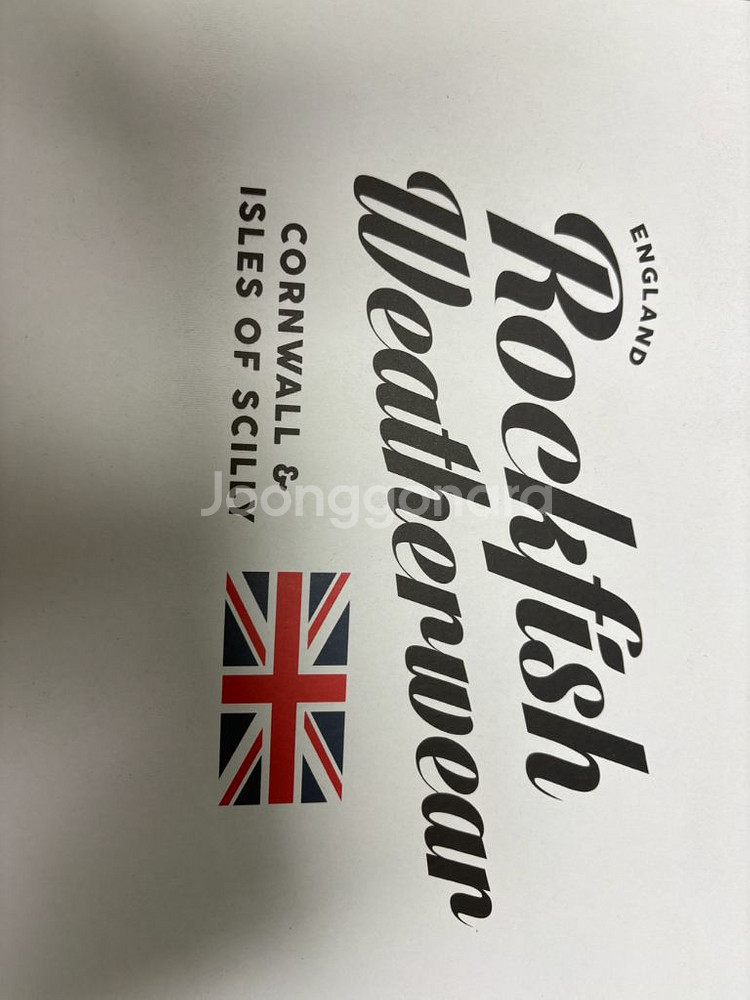 ENGLAND
Rockfish
Weatherwear
CORNWALL &
ISLES OF SCILLY
Joonggonara